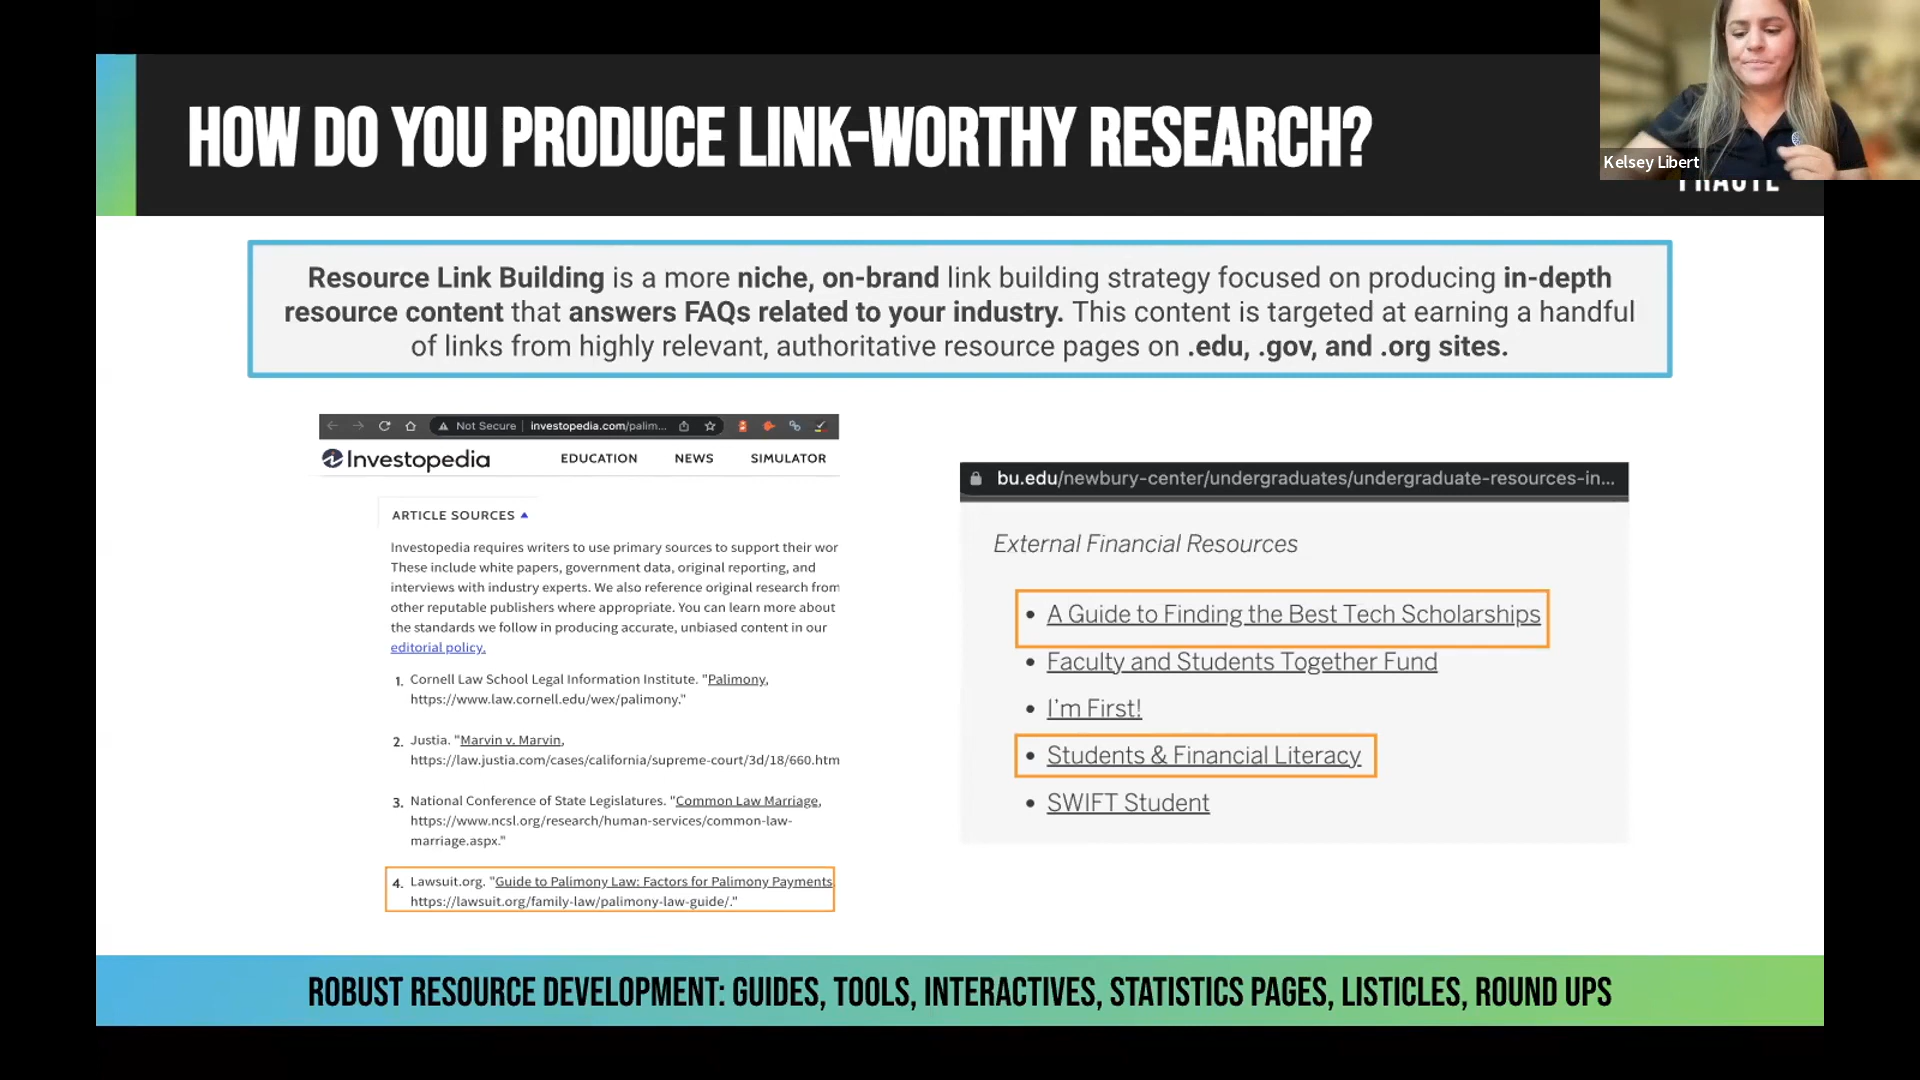 HOW DO YOU PRODUCE LINK-WORTHY RESEARCH?
Kelsey Libert
Resource Link Building is a more niche, on-brand link building strategy focused on producing in-depth
resource content that answers FAQs related to your industry. This content is targeted at earning a handful
of links from highly relevant, authoritative resource pages on .edu, .gov, and .org sites.
Not Secure | investopedia.com/palim...
Investopedia
EDUCATION NEWS SIMULATOR
ARTICLE SOURCES
Investopedia requires writers to use primary sources to support their wor
These include white papers, government data, original reporting, and
interviews with industry experts. We also reference original research from
other reputable publishers where appropriate. You can learn more about
the standards we follow in producing accurate, unbiased content in our
editorial policy.
1. Cornell Law School Legal Information Institute. "Palimony,
https://www.law.cornell.edu/wex/palimony."
2. Justia. "Marvin v. Marvin,
https://law.justia.com/cases/california/supreme-court/3d/18/660.htm
3. National Conference of State Legislatures. "Common Law Marriage,
https://www.ncsl.org/research/human-services/common-law-
marriage.aspx."
4. Lawsuit.org. "Guide to Palimony Law: Factors for Palimony Payments
https://lawsuit.org/family-law/palimony-law-guide/."
bu.edu/newbury-center/undergraduates/undergraduate-resources-in...
External Financial Resources
• A Guide to Finding the Best Tech Scholarships
• Faculty and Students Together Fund
• I'm First!
• Students & Financial Literacy
• SWIFT Student
ROBUST RESOURCE DEVELOPMENT: GUIDES, TOOLS, INTERACTIVES, STATISTICS PAGES, LISTICLES, ROUND UPS